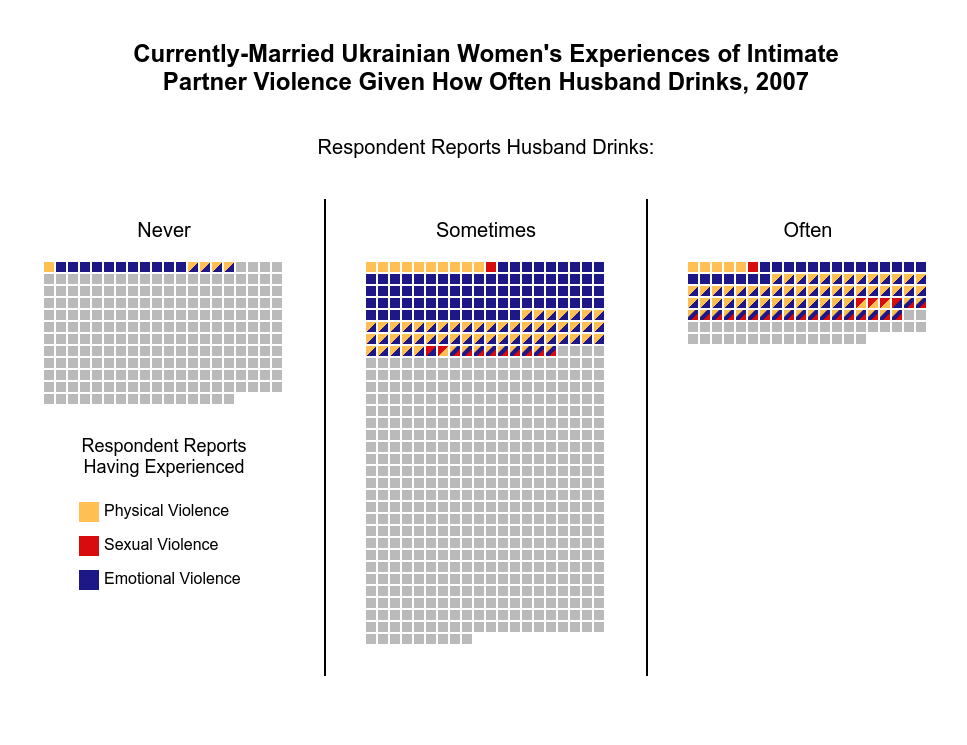 Currently-Married Ukrainian Women's Experiences of Intimate
Partner Violence Given How Often Husband Drinks, 2007
Respondent Reports Husband Drinks:
Never
Sometimes
Often
Respondent Reports
Having Experienced
Physical Violence
Sexual Violence
Emotional Violence